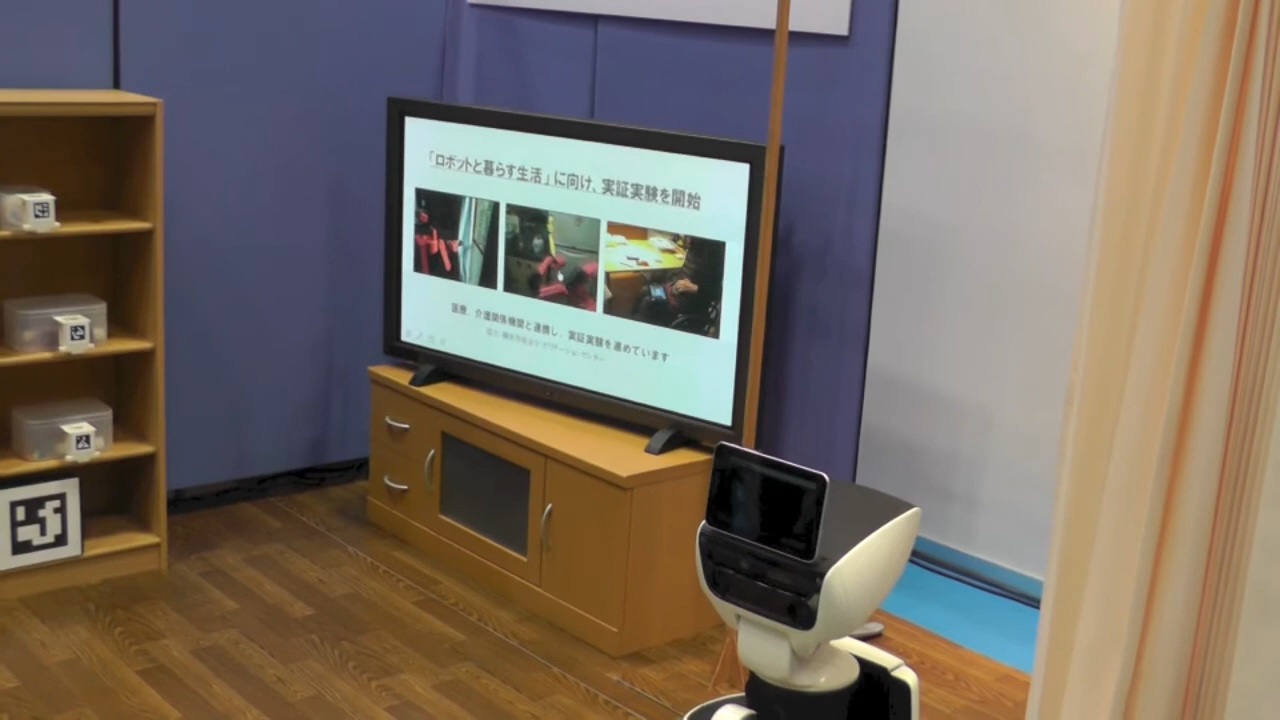 「ロボットと暮らす生活」に向け、実証実験を開始
医療、介護関係機関と連携し、実証実験を進めています